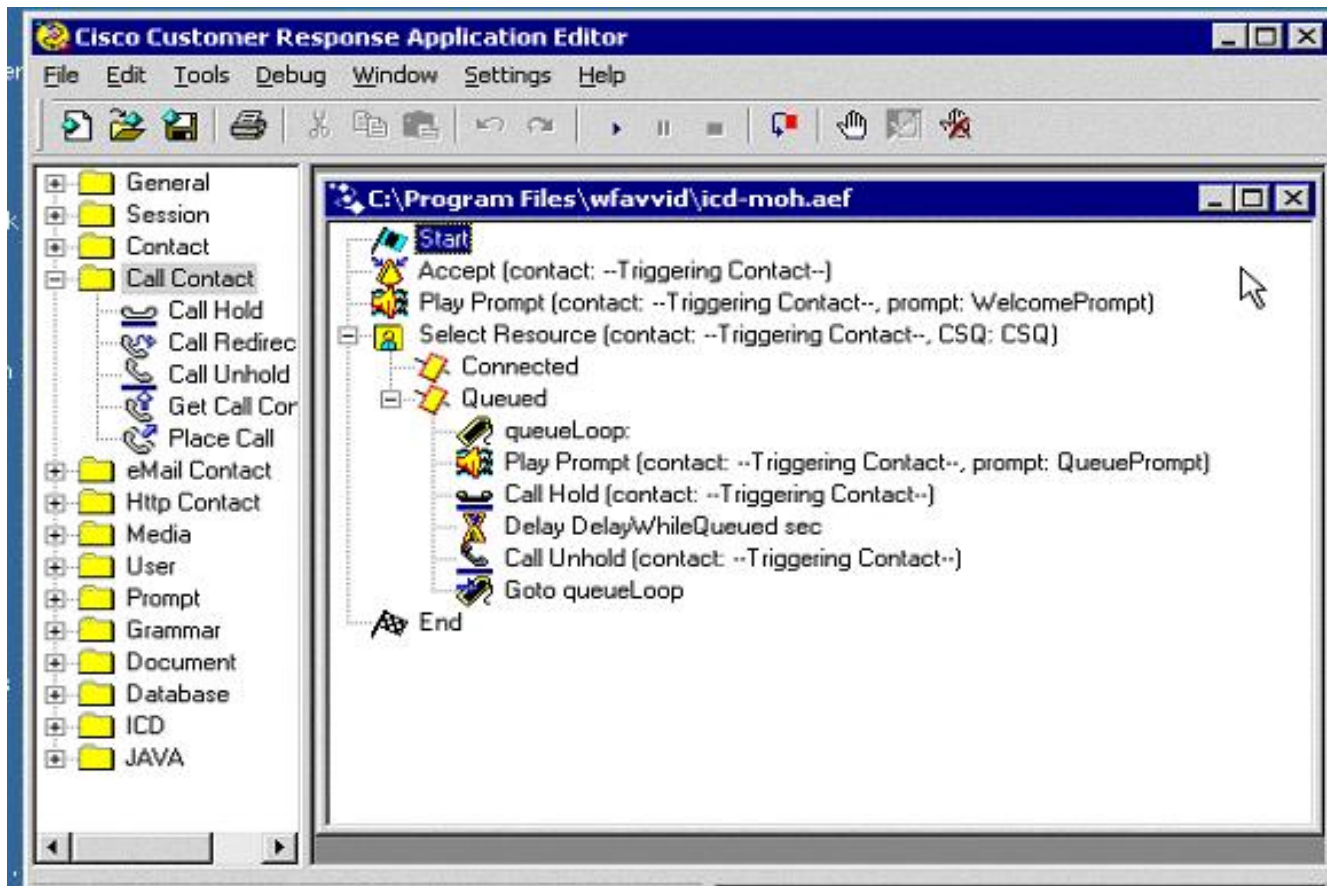 Cisco Customer Response Application Editor
File Edit Tools Debug Window Settings Help
General
Session
Contact
Call Contact
Call Hold
Call Redirec
Call Unhold
Get Call Cor
Place Call
eMail Contact
Http Contact
Media
User
Prompt
Grammar
Document
Database
ICD
JAVA
C:\Program Files\wfavvid\icd-moh.aef
Start
Accept (contact: --Triggering Contact--)
Play Prompt (contact: --Triggering Contact--, prompt: WelcomePrompt)
Select Resource (contact: --Triggering Contact--, CSQ: CSQ)
Connected
Queued
queueLoop:
Play Prompt (contact: --Triggering Contact--, prompt: QueuePrompt)
Call Hold (contact: --Triggering Contact--)
Delay DelayWhileQueued sec
Call Unhold (contact: --Triggering Contact--)
Goto queueLoop
End